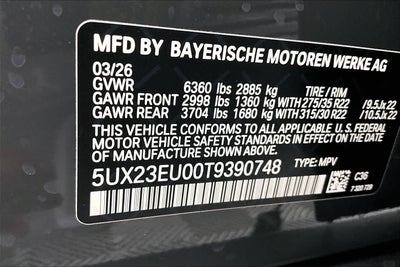 MFD BY BAYERISCHE MOTOREN WERKE AG
03/26
GVWR 6360 lbs 2885 kg TIRE / RIM
GAWR FRONT 2998 lbs 1360 kg WITH 275/35 R22 /9.5Jx 22
GAWR REAR 3704 lbs 1680 kg WITH 315/30 R22 /10.5Jx 22
THIS VEHICLE CONFORMS TO ALL APPLICABLE U.S. FEDERAL
MOTOR VEHICLE SAFETY STANDARDS IN EFFECT ON THE DATE
OF MANUFACTURE SHOWN ABOVE.
5UX23EU00T9390748 TYPE: MPV
C36